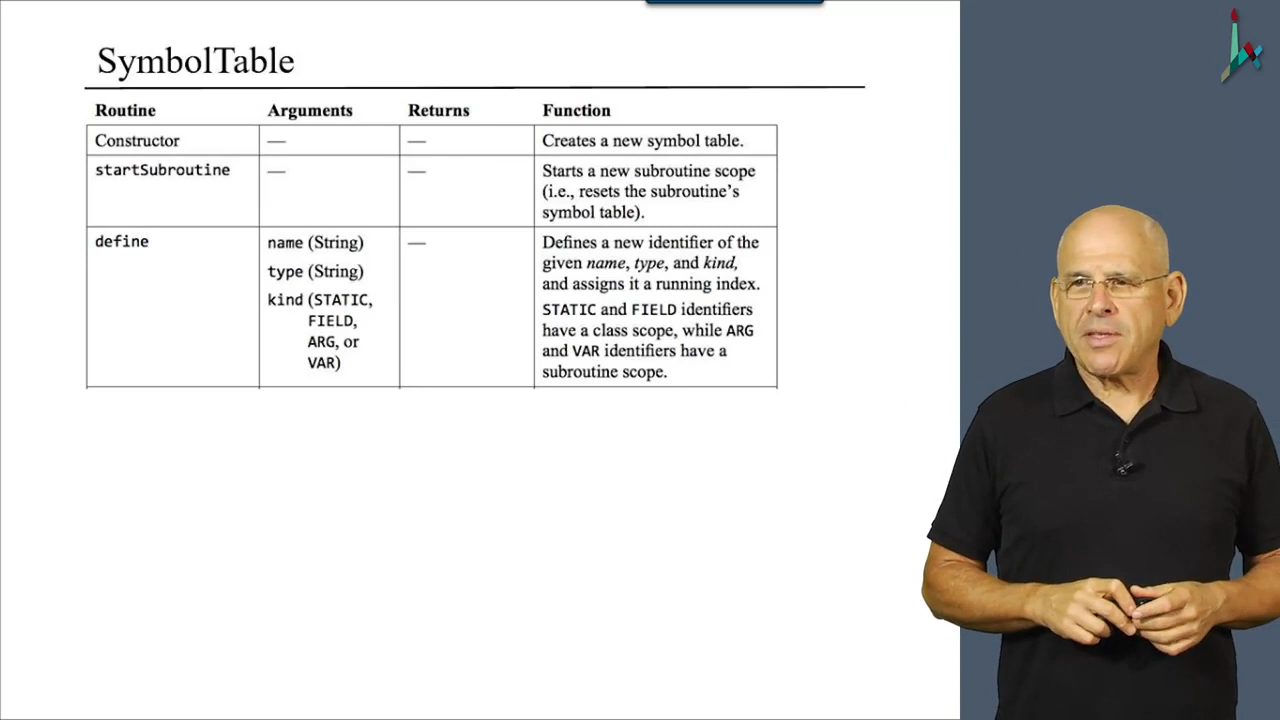 SymbolTable
Routine Arguments Returns Function
Constructor — — Creates a new symbol table.
startSubroutine — — Starts a new subroutine scope
(i.e., resets the subroutine’s
symbol table).
define name (String) — Defines a new identifier of the
given name, type, and kind,
type (String)
and assigns it a running index.
kind (STATIC,
STATIC and FIELD identifiers
FIELD,
have a class scope, while ARG
ARG, or
and VAR identifiers have a
VAR)
subroutine scope.